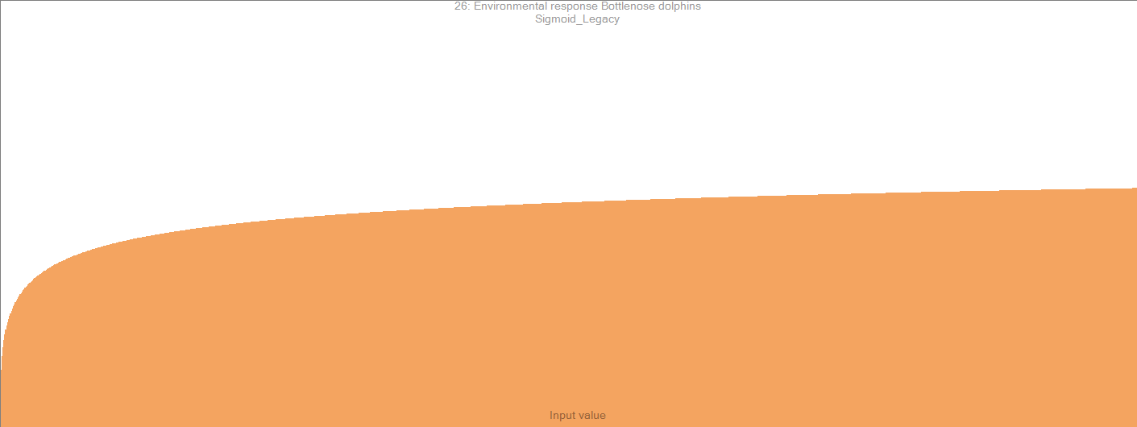 26: Environmental response Bottlenose dolphins
Sigmoid_Legacy
Input value